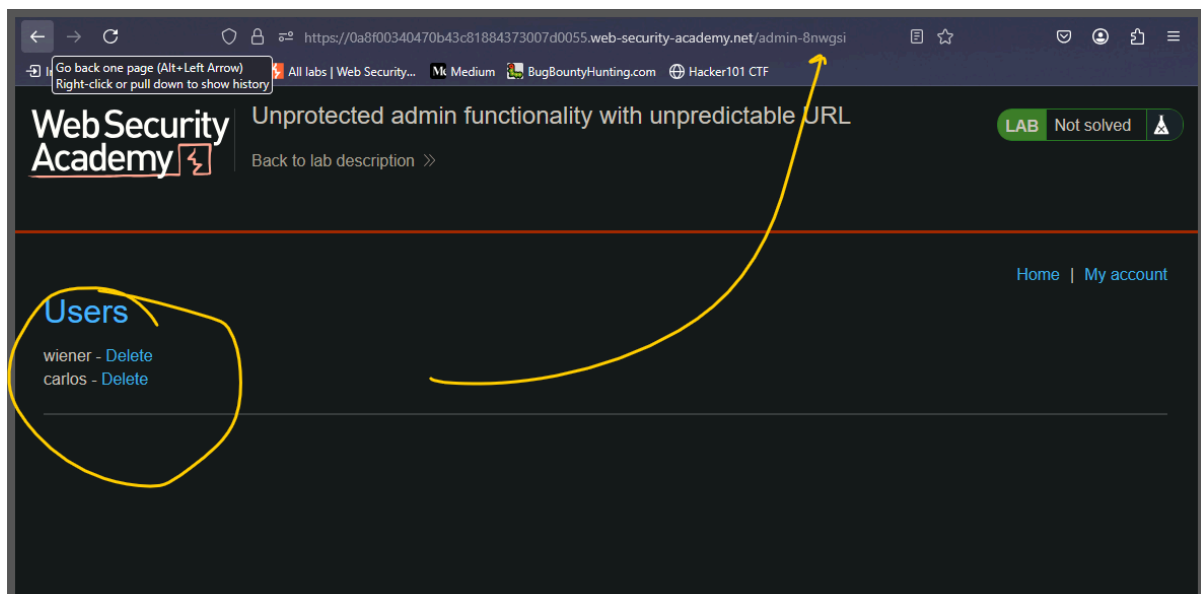 https://0a8f00340470b43c81884373007d0055.web-security-academy.net/admin-8nwgsi
Go back one page (Alt+Left Arrow)
Right-click or pull down to show history
All labs | Web Security... Medium BugBountyHunting.com Hacker101 CTF
Web Security
Academy
Unprotected admin functionality with unpredictable URL
Back to lab description
LAB Not solved
Home | My account
Users
wiener - Delete
carlos - Delete